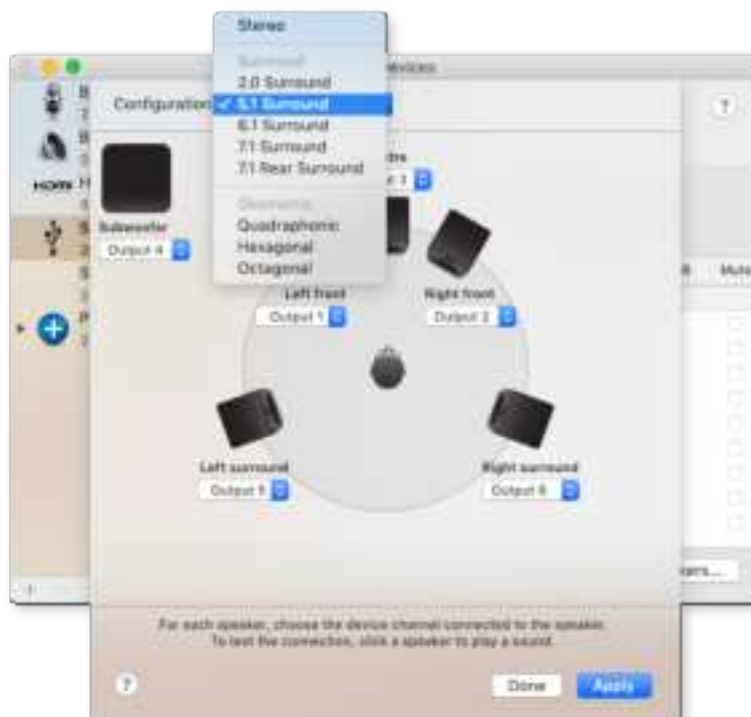 Stereo
Surround
2.0 Surround
✓ 5.1 Surround
6.1 Surround
7.1 Surround
7.1 Rear Surround
Geometric
Quadraphonic
Hexagonal
Octagonal
Configuration
?
HDMI
Subwoofer
Output 4
Left front
Output 1
Right front
Output 2
Mute
Left surround
Output 5
Right surround
Output 6
For each speaker, choose the device channel connected to the speaker.
To test the connection, click a speaker to play a sound.
?
Done
Apply